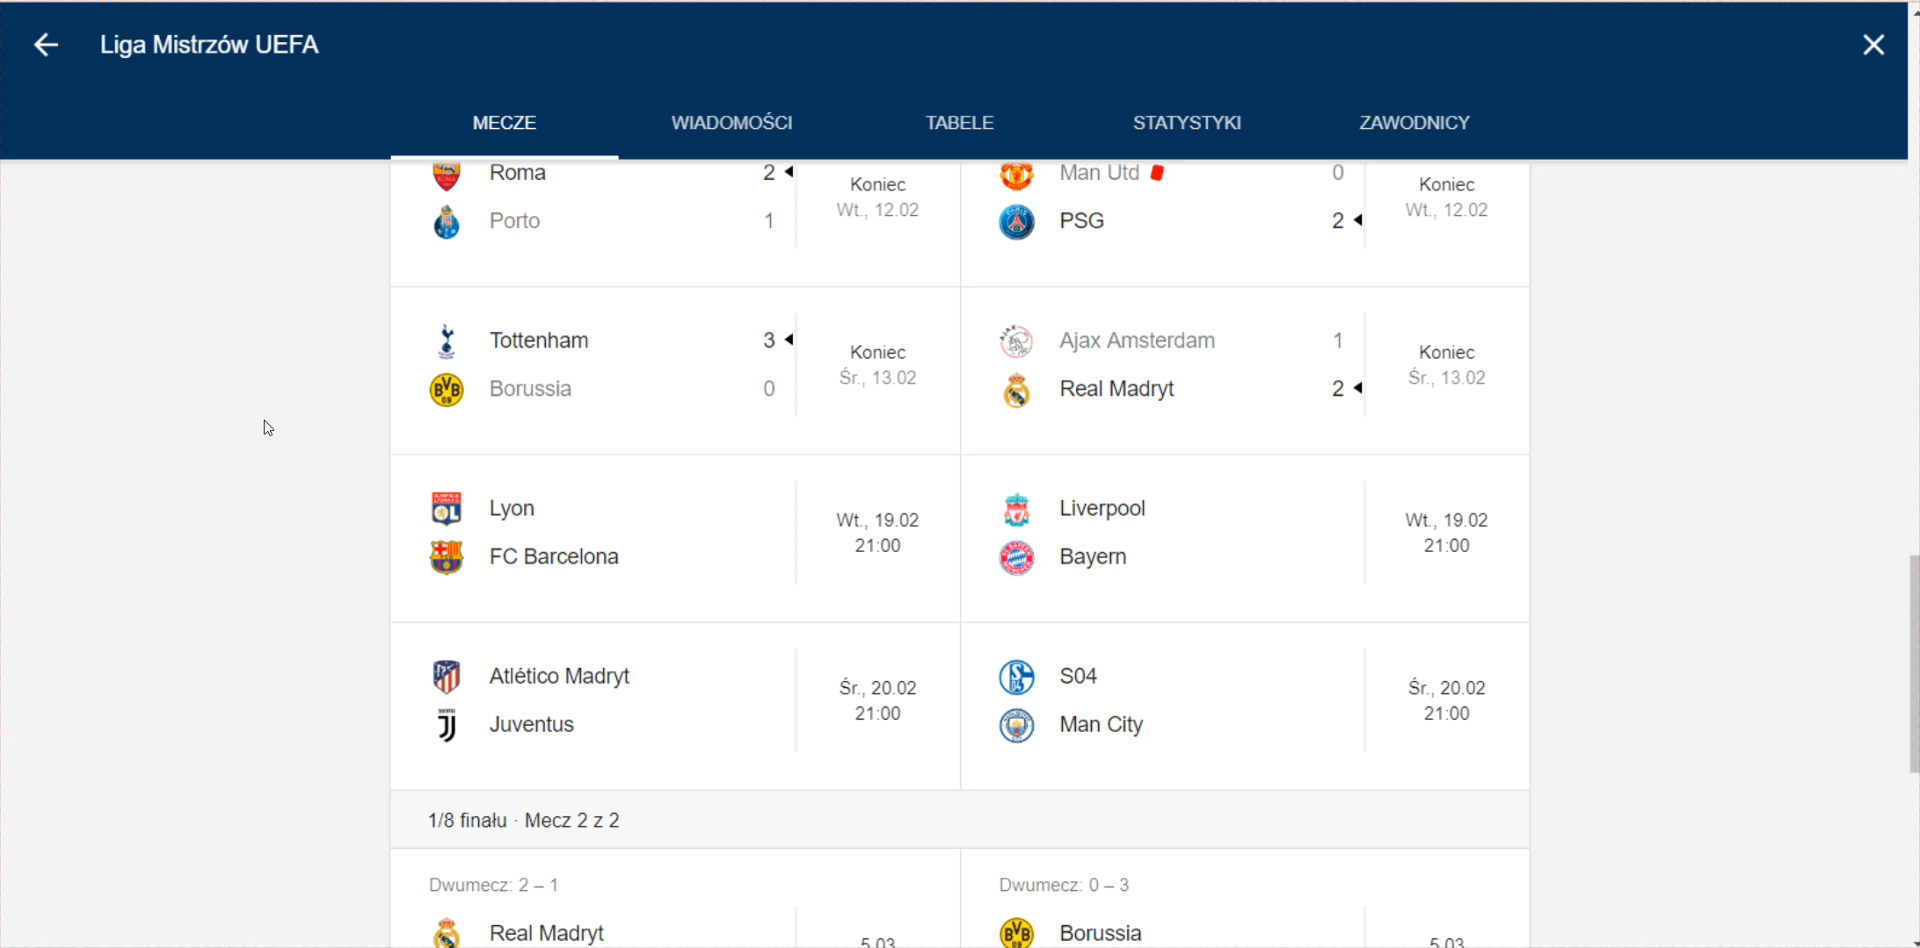 Liga Mistrzów UEFA
MECZE WIADOMOŚCI TABELE STATYSTYKI ZAWODNICY
Roma 2
Porto 1
Koniec
Wt., 12.02
Man Utd 0
PSG 2
Koniec
Wt., 12.02
Tottenham 3
Borussia 0
Koniec
Śr., 13.02
Ajax Amsterdam 1
Real Madryt 2
Koniec
Śr., 13.02
Lyon
FC Barcelona
Wt., 19.02
21:00
Liverpool
Bayern
Wt., 19.02
21:00
Atlético Madryt
Juventus
Śr., 20.02
21:00
S04
Man City
Śr., 20.02
21:00
1/8 finału · Mecz 2 z 2
Dwumecz: 2 – 1
Real Madryt
5.03
Dwumecz: 0 – 3
Borussia
5.03